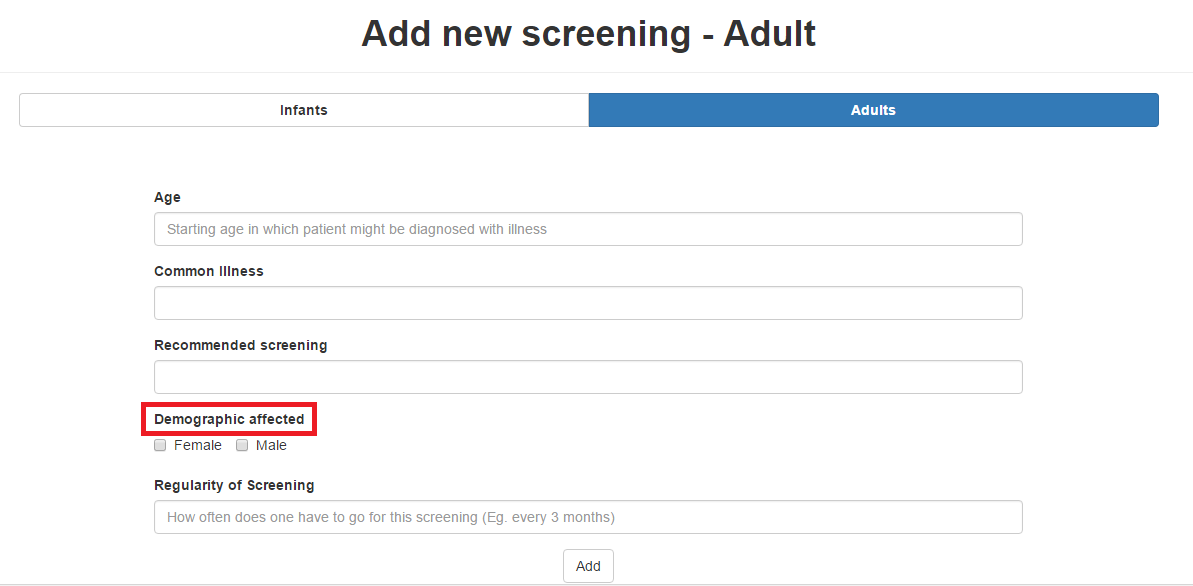 Add new screening - Adult
Infants Adults
Age
Starting age in which patient might be diagnosed with illness
Common Illness
Recommended screening
Demographic affected
Female Male
Regularity of Screening
How often does one have to go for this screening (Eg. every 3 months)
Add